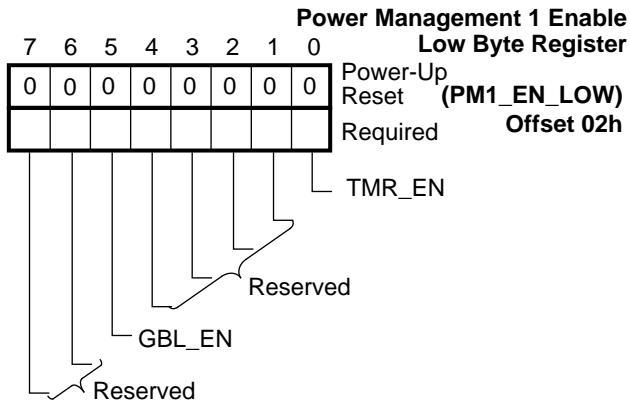 Power Management 1 Enable
7 6 5 4 3 2 1 0 Low Byte Register
0 0 0 0 0 0 0 0 Power-Up
Reset (PM1_EN_LOW)
Required Offset 02h
TMR_EN
Reserved
GBL_EN
Reserved